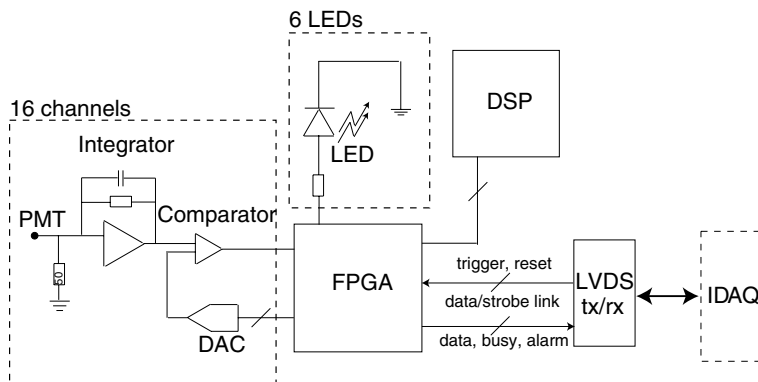 6 LEDs
16 channels
Integrator
LED
DSP
PMT
Comparator
50
DAC
FPGA
trigger, reset
data/strobe link
data, busy, alarm
LVDS
tx/rx
IDAQ